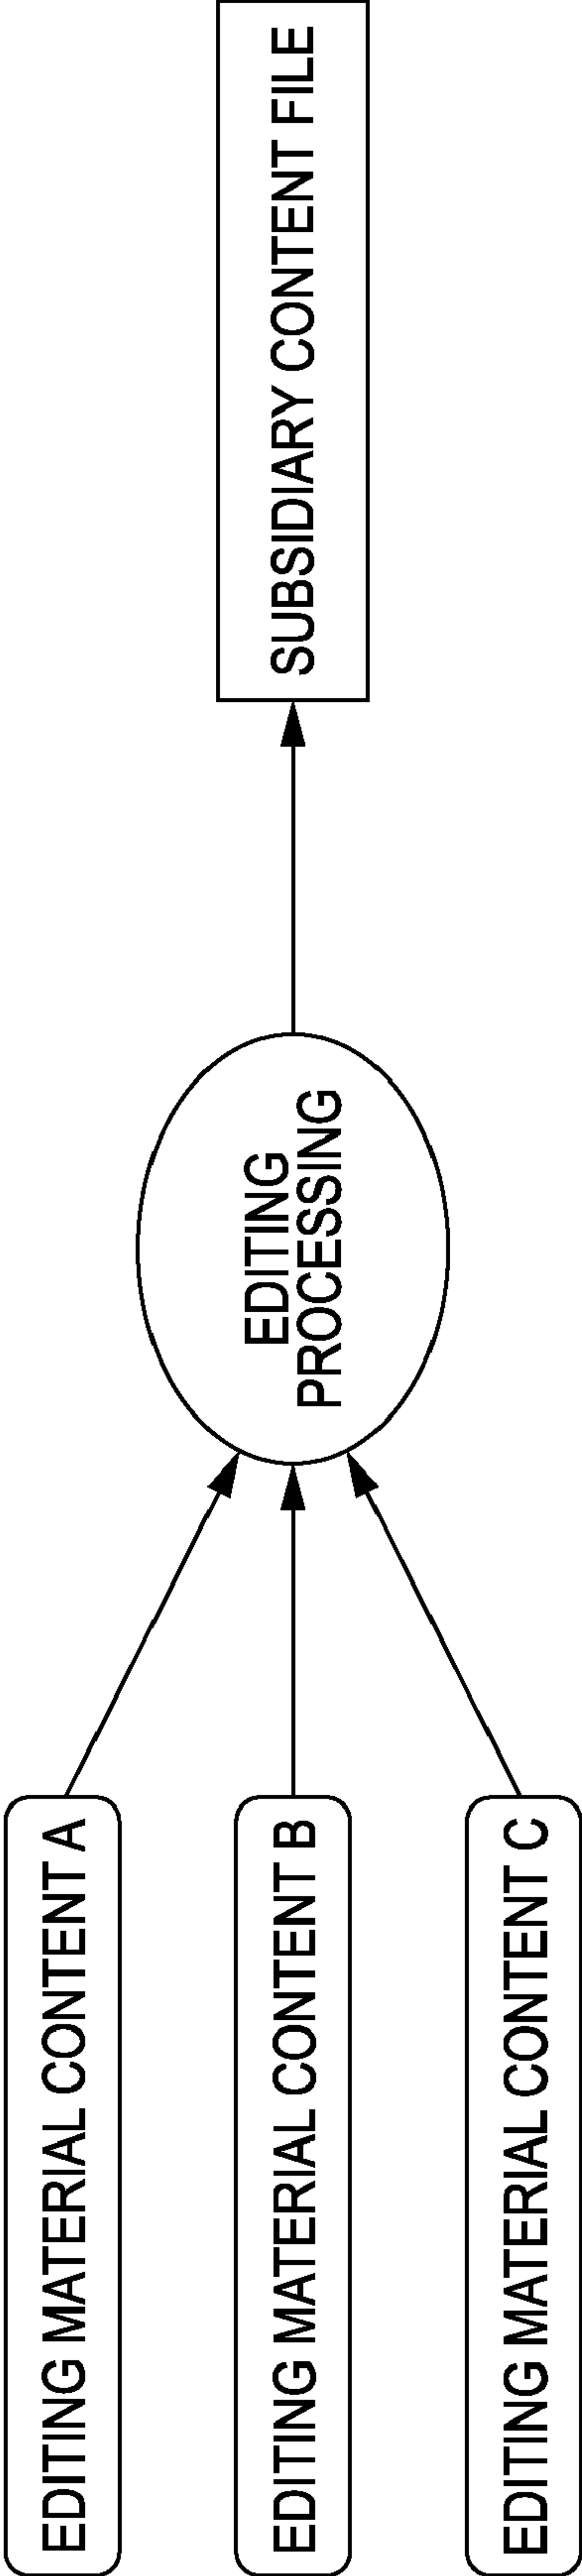 EDITING MATERIAL CONTENT A
EDITING MATERIAL CONTENT B
EDITING MATERIAL CONTENT C
EDITING
PROCESSING
SUBSIDIARY CONTENT FILE